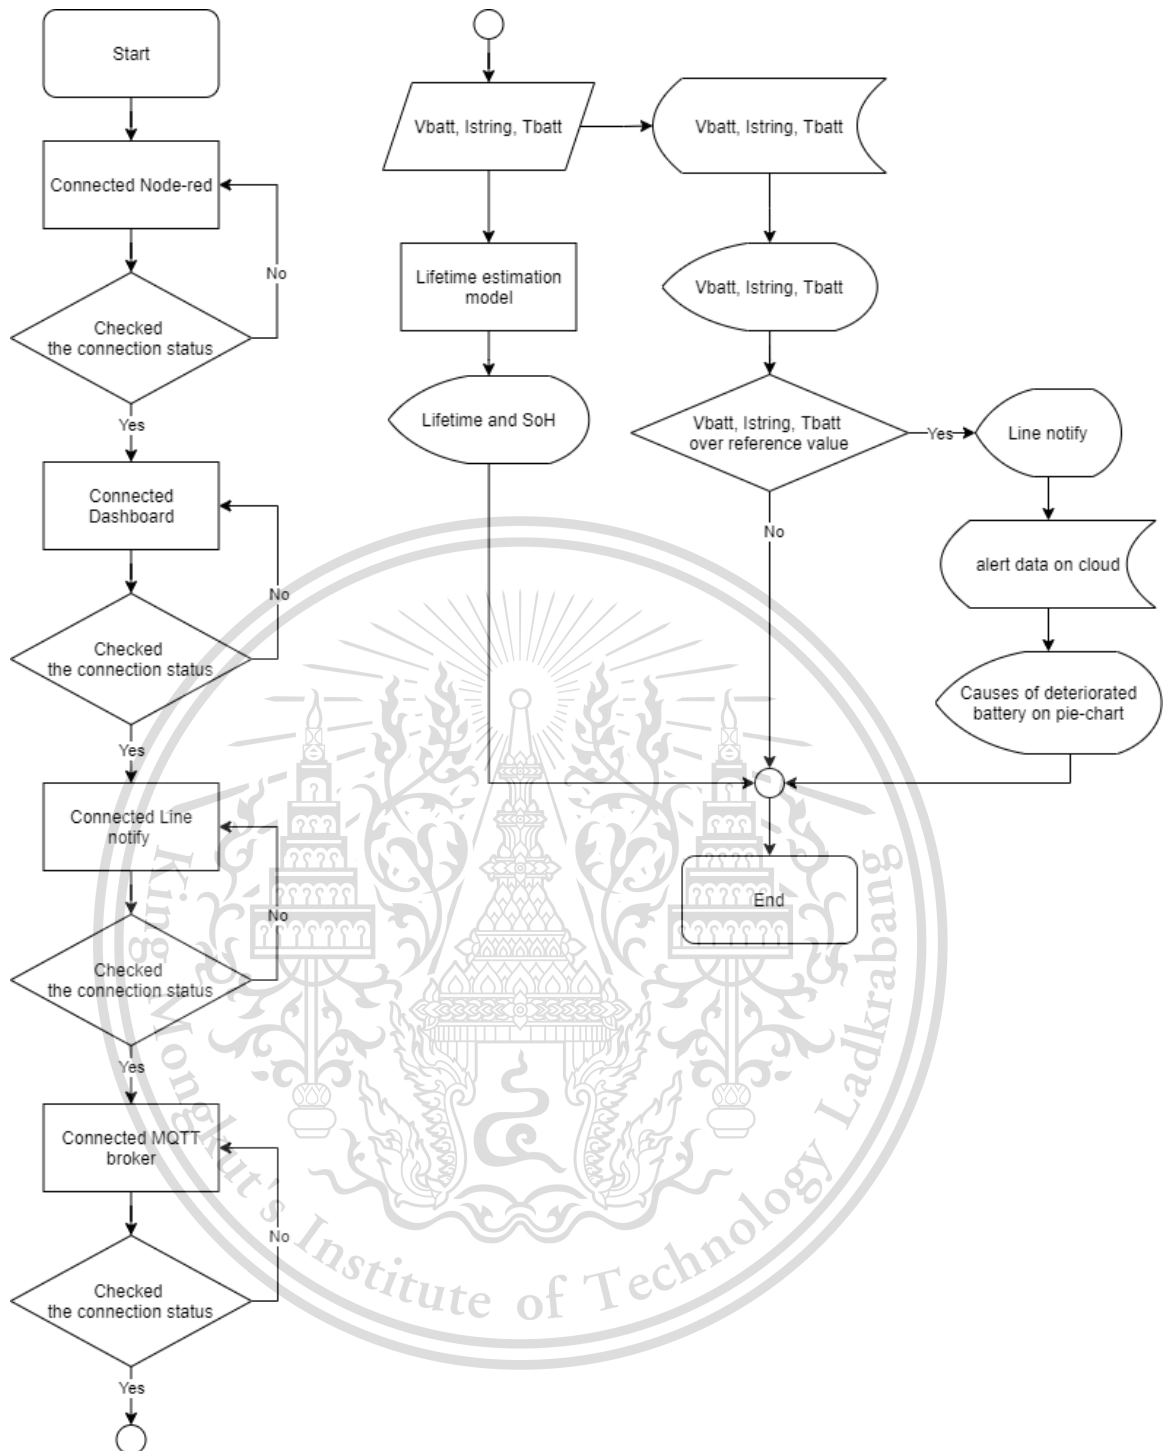 Start
Connected Node-red
No
Checked
the connection status
Yes
Connected
Dashboard
No
Checked
the connection status
Yes
Connected Line
notify
No
Checked
the connection status
Yes
Connected MQTT
broker
No
Checked
the connection status
Yes
Vbatt, Istring, Tbatt
Vbatt, Istring, Tbatt
Lifetime estimation
model
Vbatt, Istring, Tbatt
Lifetime and SoH
Vbatt, Istring, Tbatt
over reference value
Yes
Line notify
No
alert data on cloud
Causes of deteriorated
battery on pie-chart
End
King Mongkut's Institute of Technology Ladkrabang